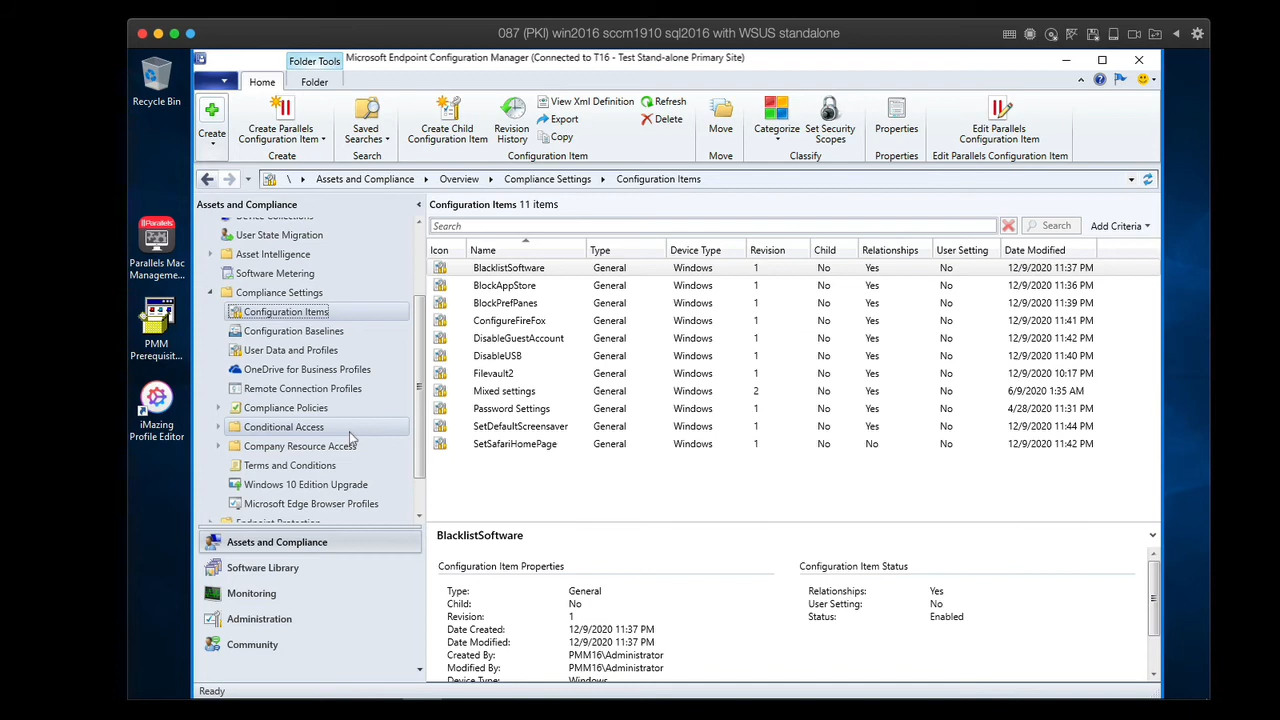 087 (PKI) win2016 sccm1910 sql2016 with WSUS standalone
Recycle Bin
Parallels
Parallels Mac
Manageme...
PMM
Prerequisit...
iMazing
Profile Editor
Folder Tools
Microsoft Endpoint Configuration Manager (Connected to T16 - Test Stand-alone Primary Site)
Home
Folder
Create
Create Parallels
Configuration Item
Create
Saved
Searches
Search
Create Child
Configuration Item
Revision
History
View Xml Definition
Export
Copy
Refresh
Delete
Configuration Item
Move
Move
Categorize
Set Security
Scopes
Classify
Properties
Properties
Edit Parallels
Configuration Item
Edit Parallels Configuration Item
\ Assets and Compliance Overview Compliance Settings Configuration Items
Assets and Compliance
Device Collections
User State Migration
Asset Intelligence
Software Metering
Compliance Settings
Configuration Items
Configuration Baselines
User Data and Profiles
OneDrive for Business Profiles
Remote Connection Profiles
Compliance Policies
Conditional Access
Company Resource Access
Terms and Conditions
Windows 10 Edition Upgrade
Microsoft Edge Browser Profiles
Endpoint Protection
Assets and Compliance
Software Library
Monitoring
Administration
Community
Configuration Items 11 items
Search
Search
Add Criteria
Icon Name Type Device Type Revision Child Relationships User Setting Date Modified
BlacklistSoftware General Windows 1 No Yes No 12/9/2020 11:37 PM
BlockAppStore General Windows 1 No Yes No 12/9/2020 11:36 PM
BlockPrefPanes General Windows 1 No Yes No 12/9/2020 11:39 PM
ConfigureFireFox General Windows 1 No Yes No 12/9/2020 11:41 PM
DisableGuestAccount General Windows 1 No Yes No 12/9/2020 11:42 PM
DisableUSB General Windows 1 No Yes No 12/9/2020 11:40 PM
Filevault2 General Windows 1 No Yes No 12/9/2020 10:17 PM
Mixed settings General Windows 2 No Yes No 6/9/2020 1:35 AM
Password Settings General Windows 1 No Yes No 4/28/2020 11:31 PM
SetDefaultScreensaver General Windows 1 No Yes No 12/9/2020 11:44 PM
SetSafariHomePage General Windows 1 No No No 12/9/2020 11:42 PM
BlacklistSoftware
Configuration Item Properties
Type: General
Child: No
Revision: 1
Date Created: 12/9/2020 11:37 PM
Date Modified: 12/9/2020 11:37 PM
Created By: PMM16\Administrator
Modified By: PMM16\Administrator
Device Type: Windows
Configuration Item Status
Relationships: Yes
User Setting: No
Status: Enabled
Ready